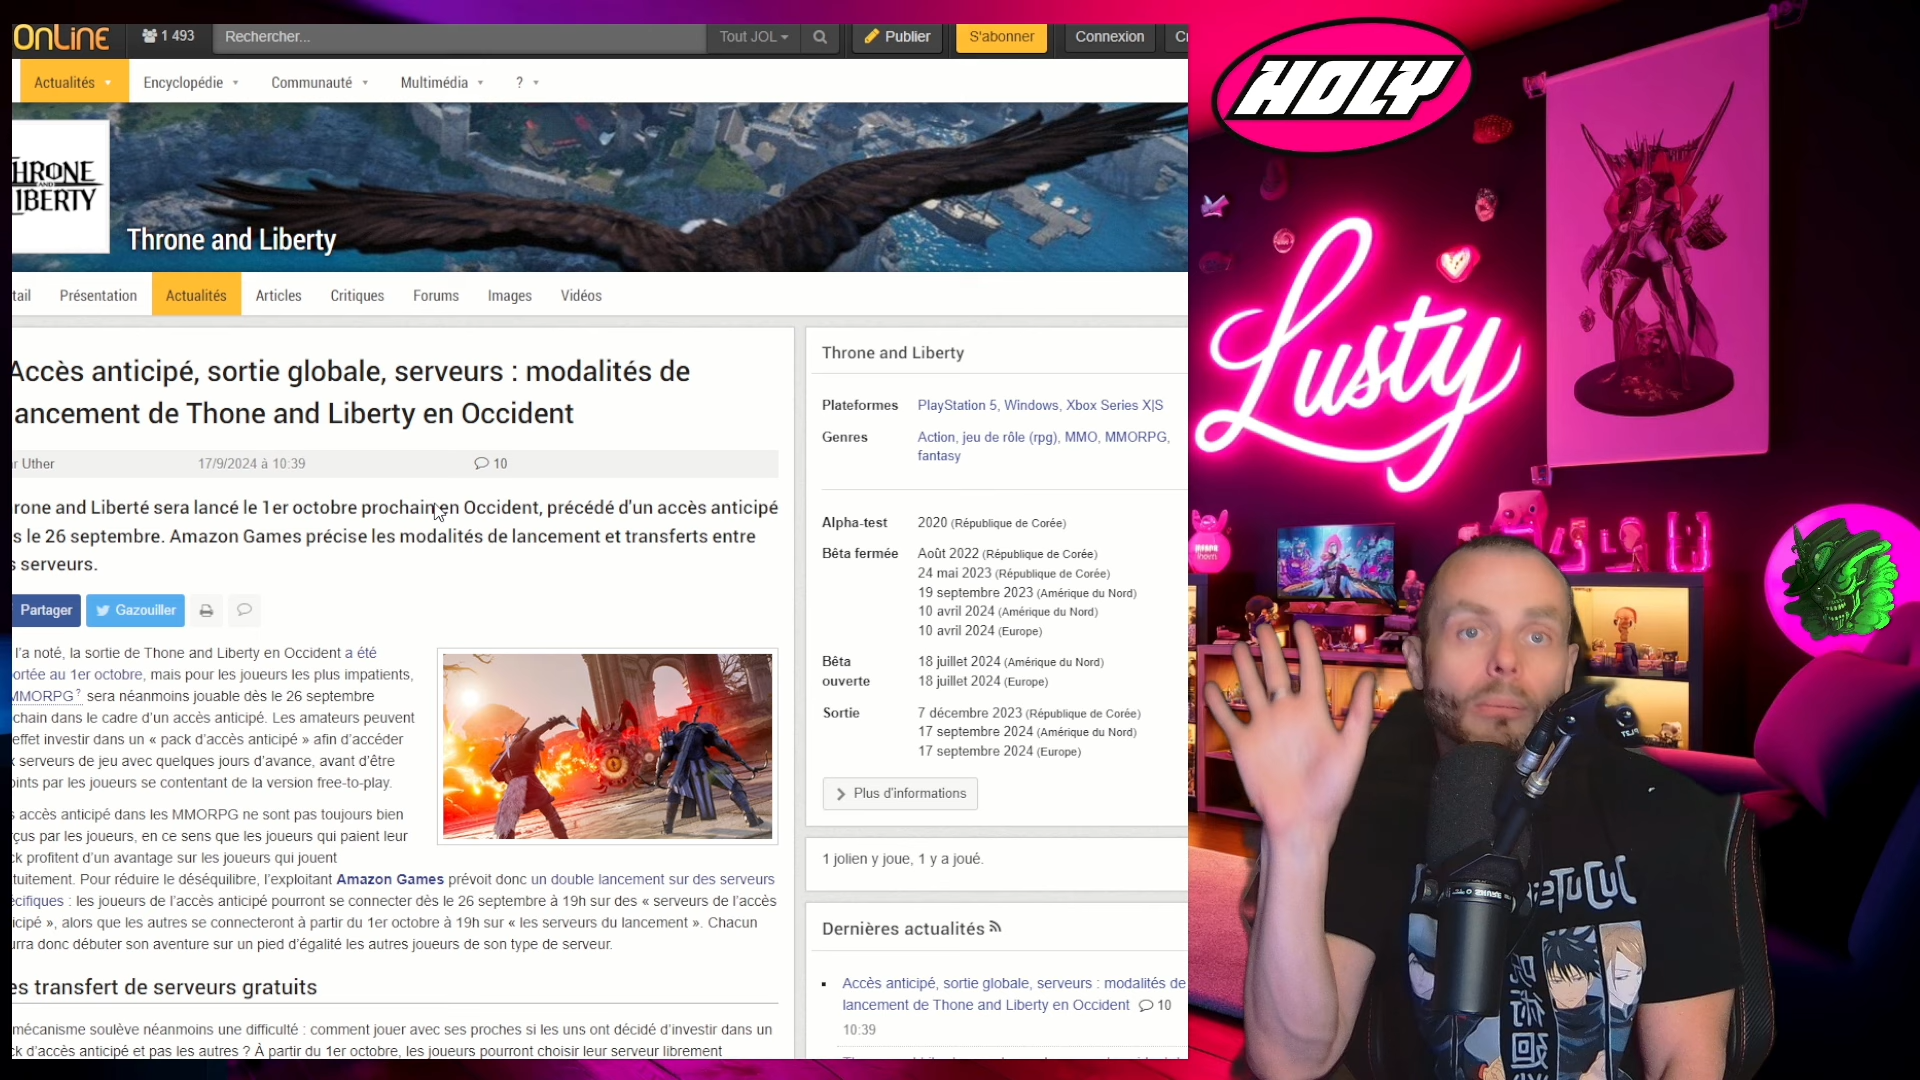 OnLine
1 493
Rechercher...
Tout JOL
Publier
S'abonner
Connexion
Actualités
Encyclopédie
Communauté
Multimédia
?
HRONE
AND
IBERTY
Throne and Liberty
tail
Présentation
Actualités
Articles
Critiques
Forums
Images
Vidéos
Accès anticipé, sortie globale, serveurs : modalités de
ancement de Thone and Liberty en Occident
r Uther
17/9/2024 à 10:39
10
rone and Liberté sera lancé le 1er octobre prochain en Occident, précédé d'un accès anticipé
s le 26 septembre. Amazon Games précise les modalités de lancement et transferts entre
s serveurs.
Partager
Gazouiller
l'a noté, la sortie de Thone and Liberty en Occident a été
ortée au 1er octobre, mais pour les joueurs les plus impatients,
MMORPG ? sera néanmoins jouable dès le 26 septembre
chain dans le cadre d'un accès anticipé. Les amateurs peuvent
effet investir dans un « pack d'accès anticipé » afin d'accéder
x serveurs de jeu avec quelques jours d'avance, avant d'être
oints par les joueurs se contentant de la version free-to-play.
s accès anticipé dans les MMORPG ne sont pas toujours bien
rçus par les joueurs, en ce sens que les joueurs qui paient leur
ck profitent d'un avantage sur les joueurs qui jouent
tuitement. Pour réduire le déséquilibre, l'exploitant Amazon Games prévoit donc un double lancement sur des serveurs
écifiques : les joueurs de l'accès anticipé pourront se connecter dès le 26 septembre à 19h sur des « serveurs de l'accès
icipé », alors que les autres se connecteront à partir du 1er octobre à 19h sur « les serveurs du lancement ». Chacun
urra donc débuter son aventure sur un pied d'égalité les autres joueurs de son type de serveur.
es transfert de serveurs gratuits
mécanisme soulève néanmoins une difficulté : comment jouer avec ses proches si les uns ont décidé d'investir dans un
ck d'accès anticipé et pas les autres ? À partir du 1er octobre, les joueurs pourront choisir leur serveur librement
Throne and Liberty
Plateformes PlayStation 5, Windows, Xbox Series X|S
Genres Action, jeu de rôle (rpg), MMO, MMORPG,
fantasy
Alpha-test 2020 (République de Corée)
Bêta fermée Août 2022 (République de Corée)
24 mai 2023 (République de Corée)
19 septembre 2023 (Amérique du Nord)
10 avril 2024 (Amérique du Nord)
10 avril 2024 (Europe)
Bêta 18 juillet 2024 (Amérique du Nord)
ouverte 18 juillet 2024 (Europe)
Sortie 7 décembre 2023 (République de Corée)
17 septembre 2024 (Amérique du Nord)
17 septembre 2024 (Europe)
Plus d'informations
1 jolien y joue, 1 y a joué.
Dernières actualités
Accès anticipé, sortie globale, serveurs : modalités de
lancement de Thone and Liberty en Occident 10
10:39
HOLY
Lusty